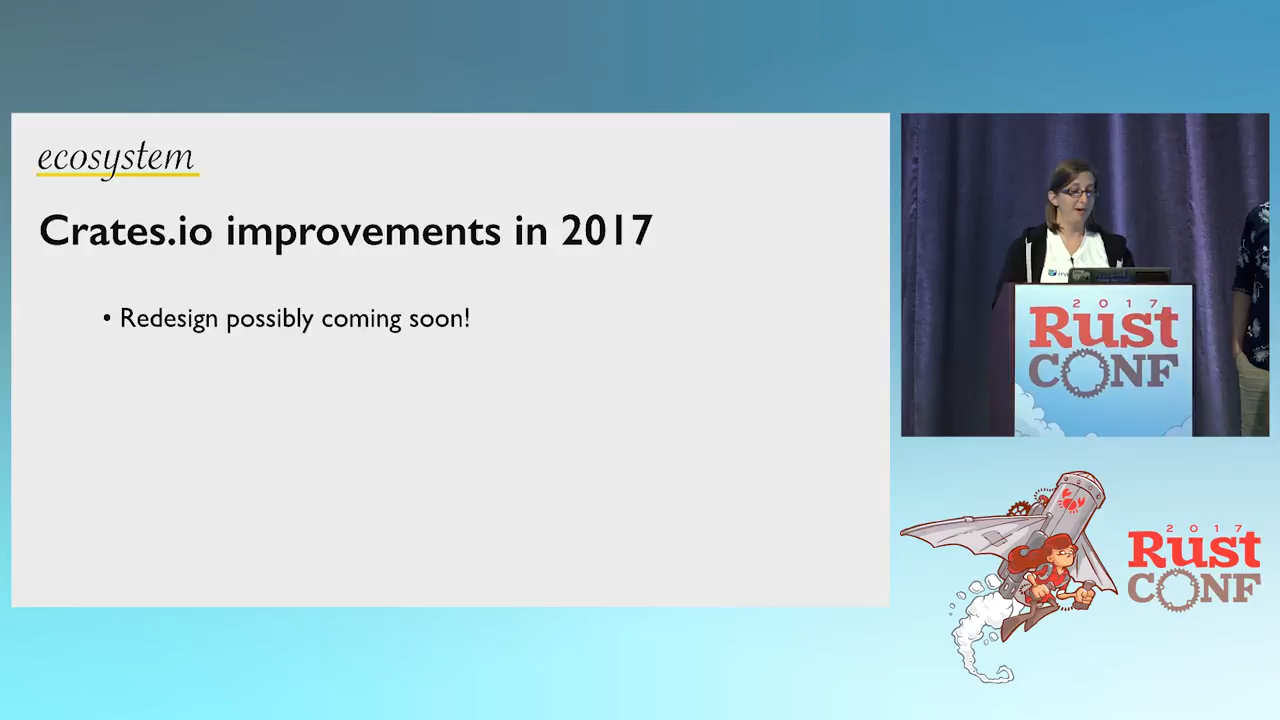 ecosystem
Crates.io improvements in 2017
• Redesign possibly coming soon!
2017
Rust
CONF
2017
Rust
CONF